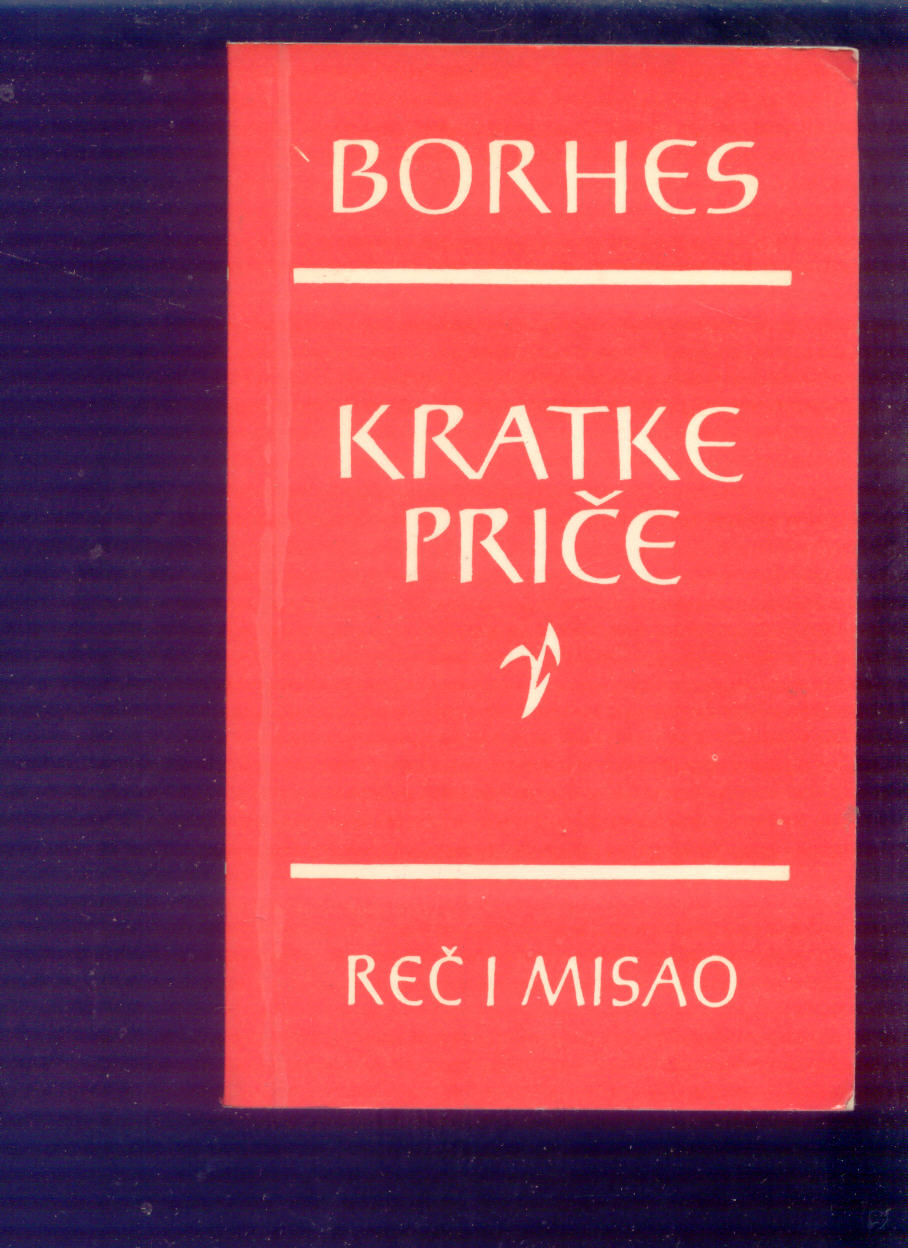 BORHES
KRATKE
PRIČE
REČ I MISAO